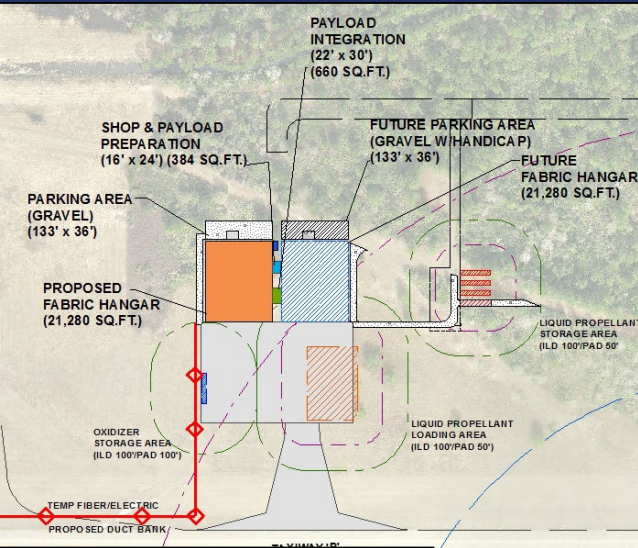 PAYLOAD
INTEGRATION
(22' x 30')
(660 SQ.FT.)
SHOP & PAYLOAD
PREPARATION
(16' x 24') (384 SQ.FT.)
FUTURE PARKING AREA
(GRAVEL W/HANDICAP)
(133' x 36')
FUTURE
FABRIC HANGAR
(21,280 SQ.FT.)
PARKING AREA
(GRAVEL)
(133' x 36')
PROPOSED
FABRIC HANGAR
(21,280 SQ.FT.)
LIQUID PROPELLANT
STORAGE AREA
(ILD 100'/PAD 50'
OXIDIZER
STORAGE AREA
(ILD 100'/PAD 100')
LIQUID PROPELLANT
LOADING AREA
(ILD 100'/PAD 50')
TEMP FIBER/ELECTRIC
PROPOSED DUCT BANK
TAXIWAY 'B'